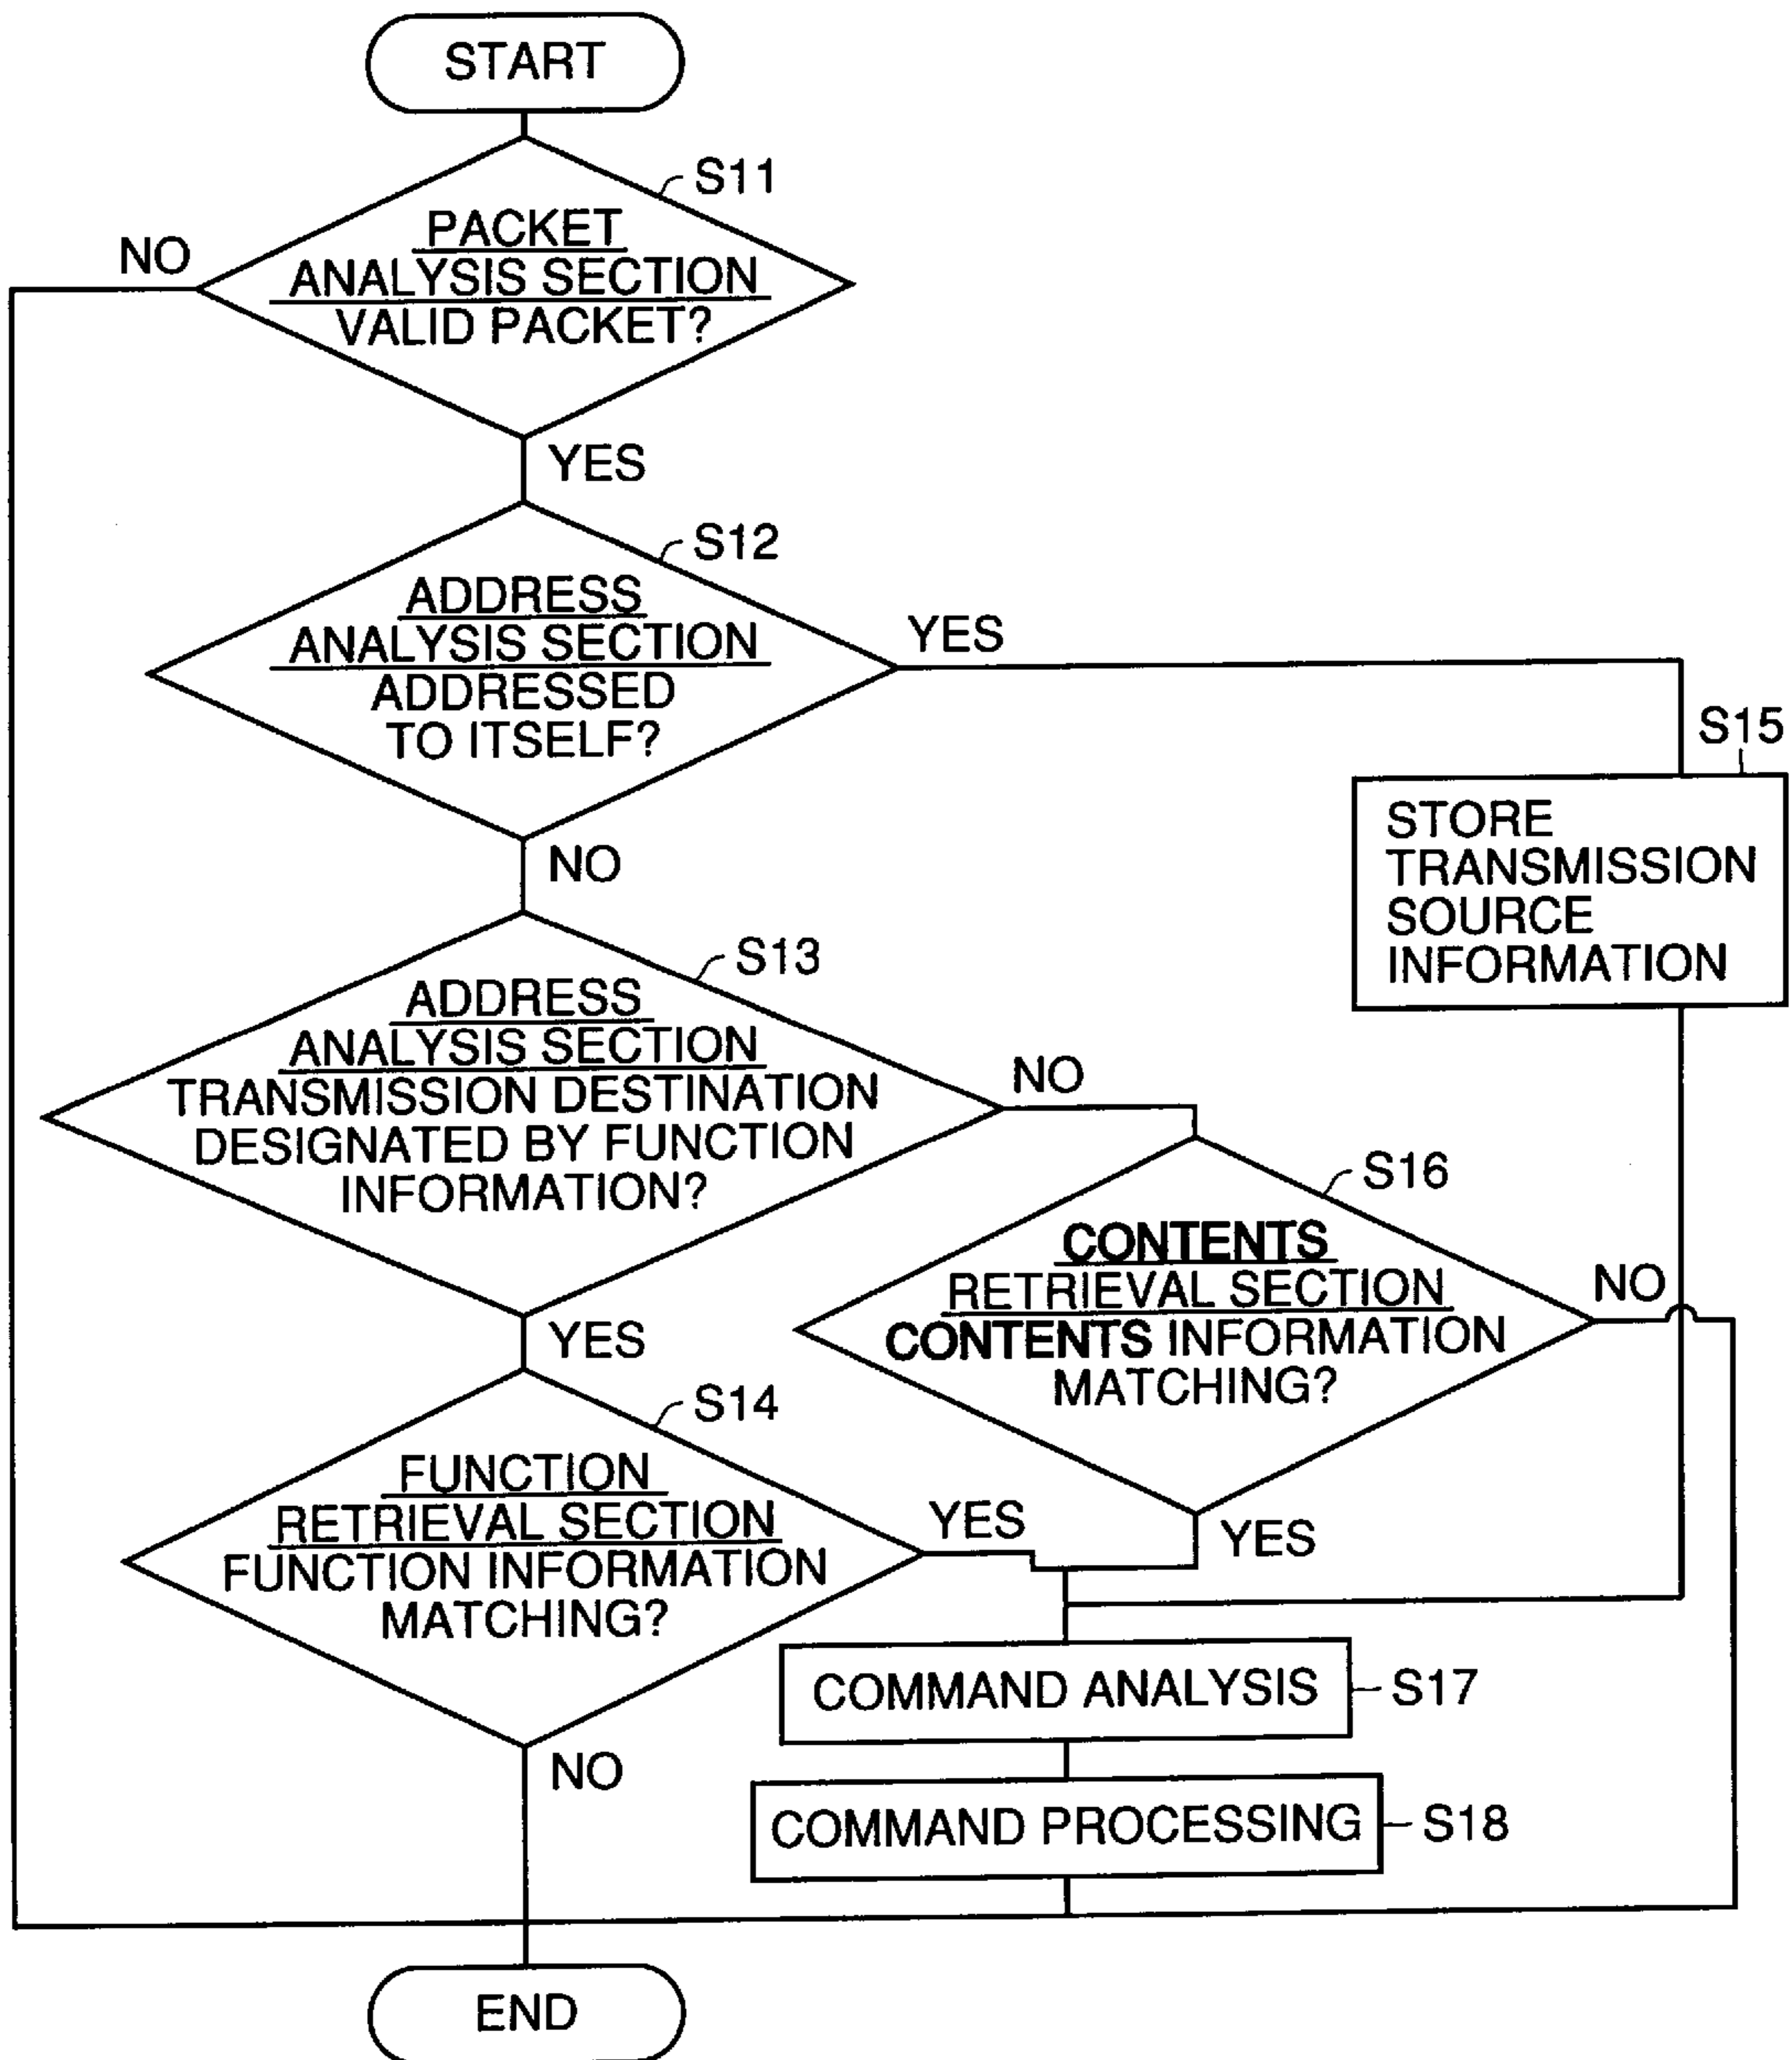 START
S11
PACKET
ANALYSIS SECTION
VALID PACKET?
NO
YES
S12
ADDRESS
ANALYSIS SECTION
ADDRESSED
TO ITSELF?
YES
NO
S15
STORE
TRANSMISSION
SOURCE
INFORMATION
S13
ADDRESS
ANALYSIS SECTION
TRANSMISSION DESTINATION
DESIGNATED BY FUNCTION
INFORMATION?
NO
YES
S16
CONTENTS
RETRIEVAL SECTION
CONTENTS INFORMATION
MATCHING?
NO
YES
S14
FUNCTION
RETRIEVAL SECTION
FUNCTION INFORMATION
MATCHING?
YES
NO
COMMAND ANALYSIS
S17
COMMAND PROCESSING
S18
END